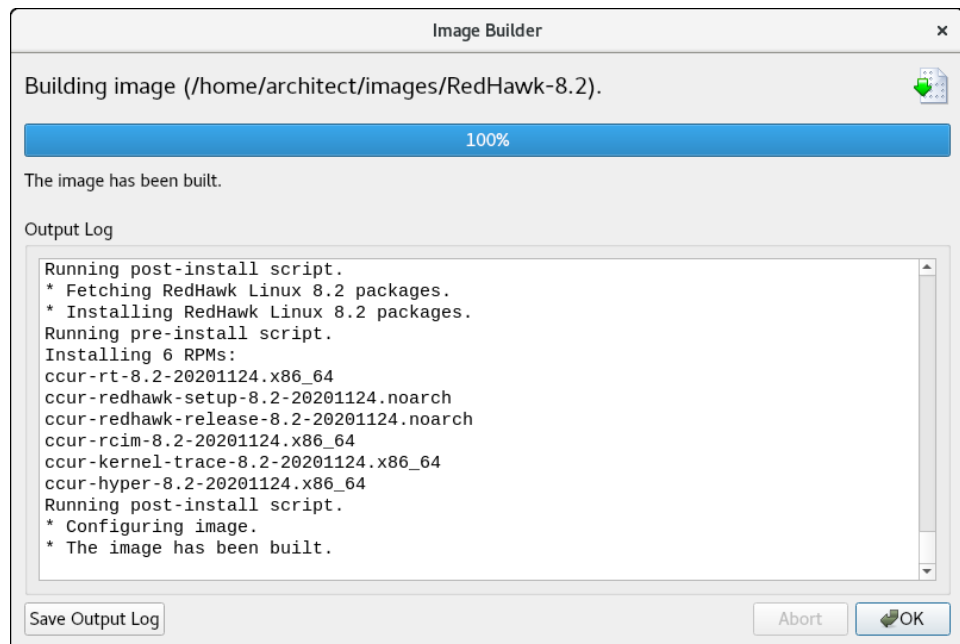 Image Builder
Building image (/home/architect/images/RedHawk-8.2).
100%
The image has been built.
Output Log
Running post-install script.
* Fetching RedHawk Linux 8.2 packages.
* Installing RedHawk Linux 8.2 packages.
Running pre-install script.
Installing 6 RPMs:
ccur-rt-8.2-20201124.x86_64
ccur-redhawk-setup-8.2-20201124.noarch
ccur-redhawk-release-8.2-20201124.noarch
ccur-rcim-8.2-20201124.x86_64
ccur-kernel-trace-8.2-20201124.x86_64
ccur-hyper-8.2-20201124.x86_64
Running post-install script.
* Configuring image.
* The image has been built.
Save Output Log
Abort
OK